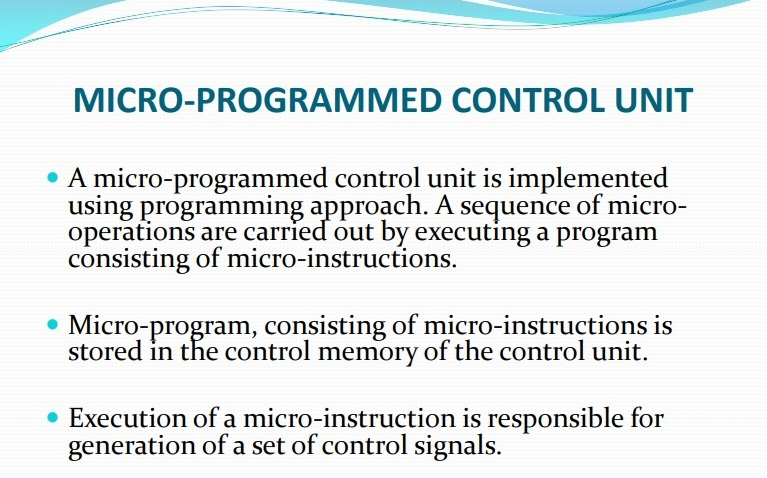 MICRO-PROGRAMMED CONTROL UNIT
• A micro-programmed control unit is implemented
using programming approach. A sequence of micro-
operations are carried out by executing a program
consisting of micro-instructions.
• Micro-program, consisting of micro-instructions is
stored in the control memory of the control unit.
• Execution of a micro-instruction is responsible for
generation of a set of control signals.